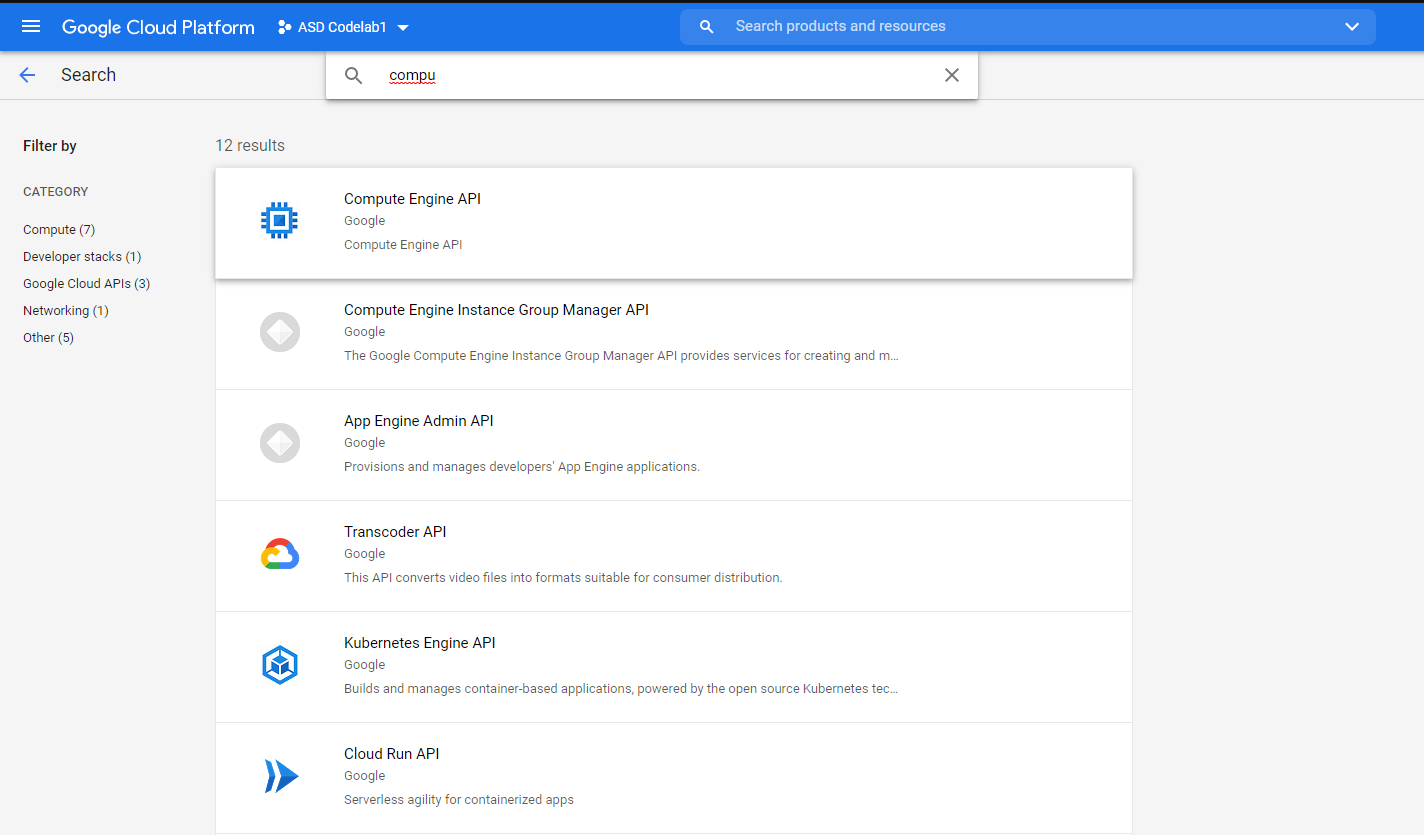 Google Cloud Platform
ASD Codelab1
Search products and resources
Search
compu
Filter by
12 results
CATEGORY
Compute (7)
Developer stacks (1)
Google Cloud APIs (3)
Networking (1)
Other (5)
Compute Engine API
Google
Compute Engine API
Compute Engine Instance Group Manager API
Google
The Google Compute Engine Instance Group Manager API provides services for creating and m...
App Engine Admin API
Google
Provisions and manages developers' App Engine applications.
Transcoder API
Google
This API converts video files into formats suitable for consumer distribution.
Kubernetes Engine API
Google
Builds and manages container-based applications, powered by the open source Kubernetes tec...
Cloud Run API
Google
Serverless agility for containerized apps